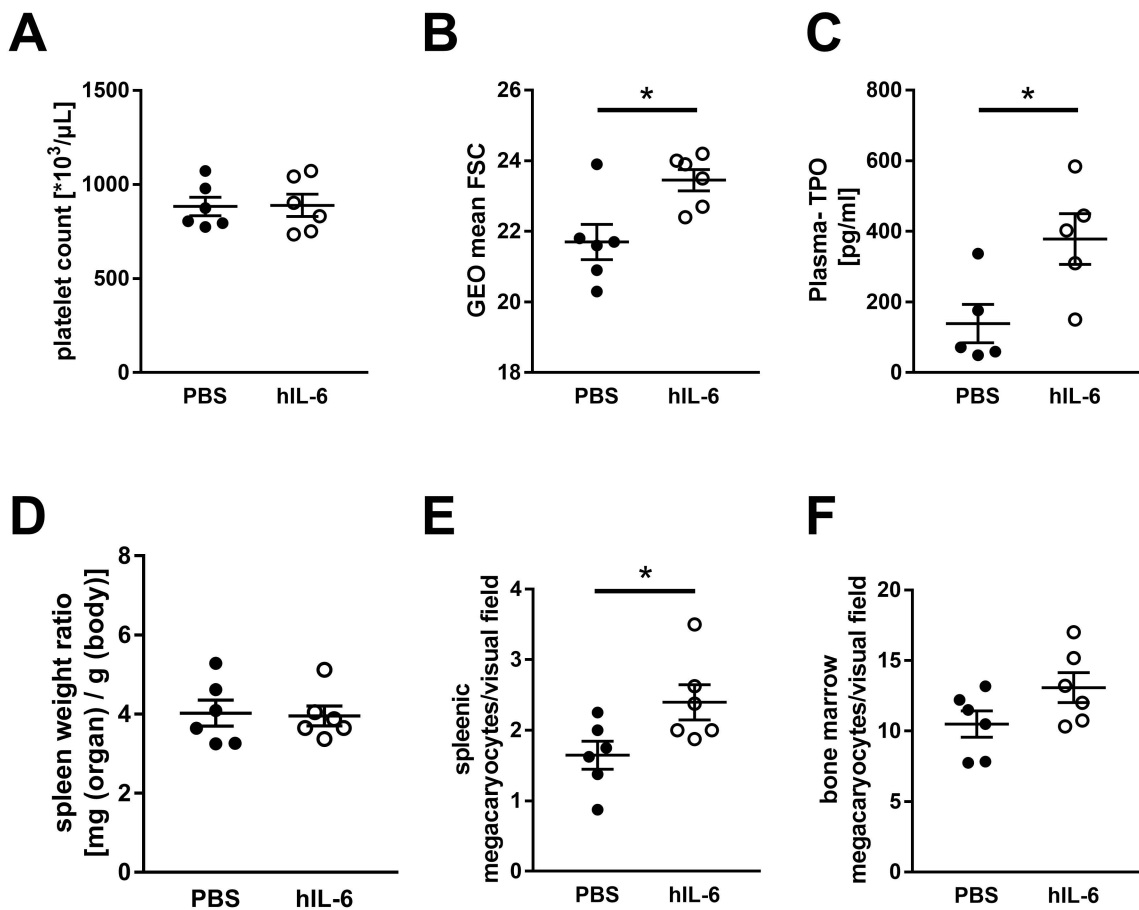 A
platelet count [*10³/µL]
1500
1000
500
0
PBS hIL-6
B
GEO mean FSC
26
24
22
20
18
*
PBS hIL-6
C
Plasma- TPO
[pg/ml]
800
600
400
200
0
*
PBS hIL-6
D
spleen weight ratio
[mg (organ) / g (body)]
8
6
4
2
0
PBS hIL-6
E
spleenic
megacaryocytes/visual field
4
3
2
1
0
*
PBS hIL-6
F
bone marrow
megacaryocytes/visual field
20
15
10
5
0
PBS hIL-6